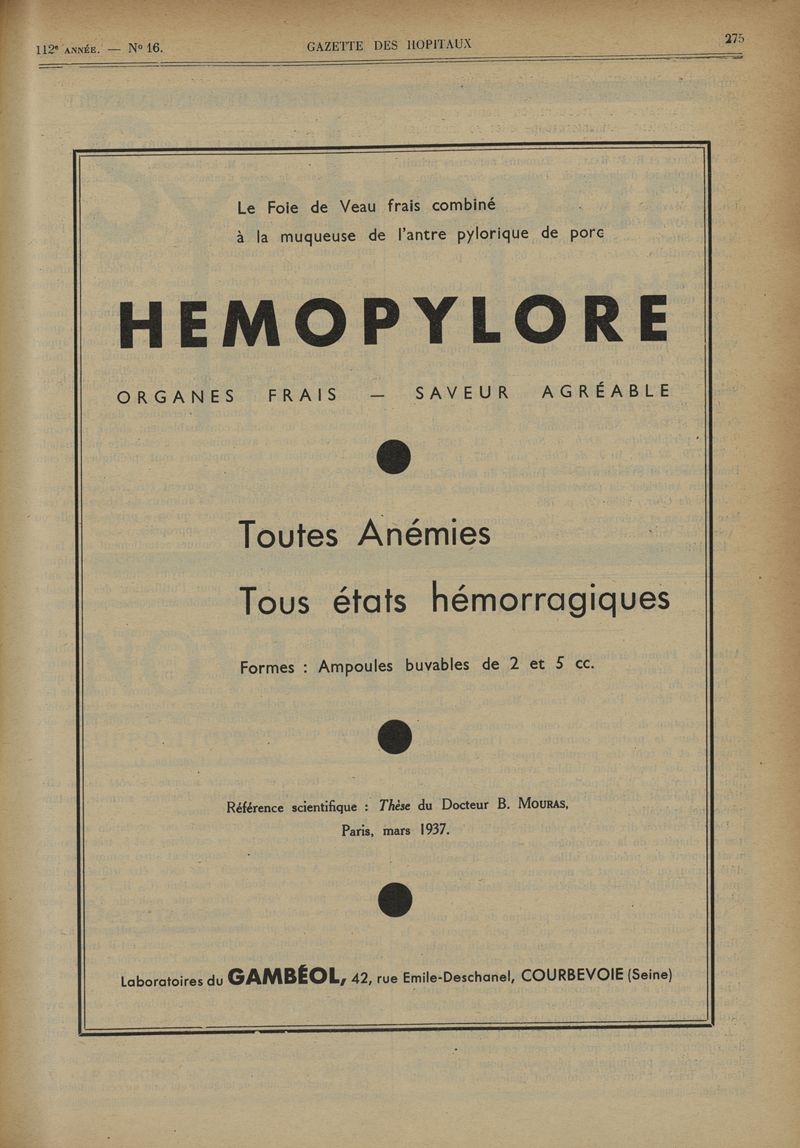 112e ANNÉE. — No 16.
GAZETTE DES HOPITAUX
275
Le Foie de Veau frais combiné
à la muqueuse de l'antre pylorique de porc
HEMOPYLORE
ORGANES FRAIS — SAVEUR AGRÉABLE
Toutes Anémies
Tous états hémorragiques
Formes : Ampoules buvables de 2 et 5 cc.
Référence scientifique : Thèse du Docteur B. MOURAS,
Paris, mars 1937.
Laboratoires du GAMBÉOL, 42, rue Emile-Deschanel, COURBEVOIE (Seine)